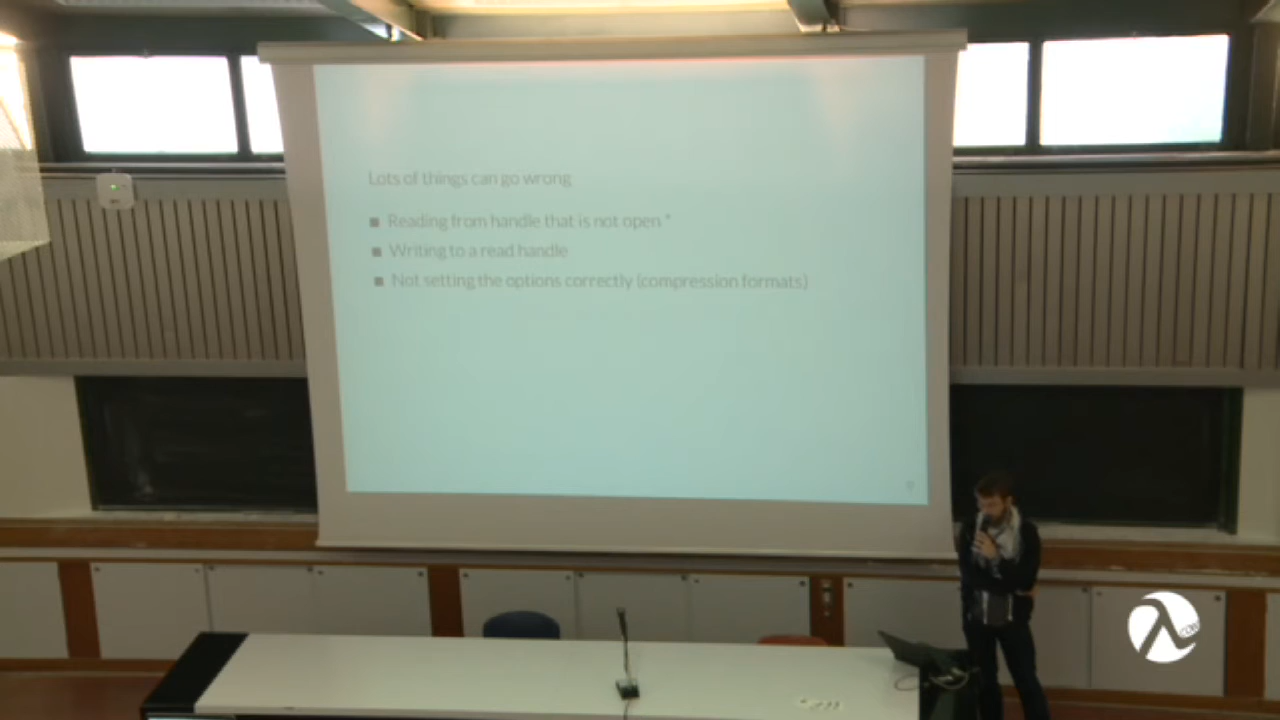 Lots of things can go wrong
Reading from handle that is not open *
Writing to a read handle
Not setting the options correctly (compression formats)